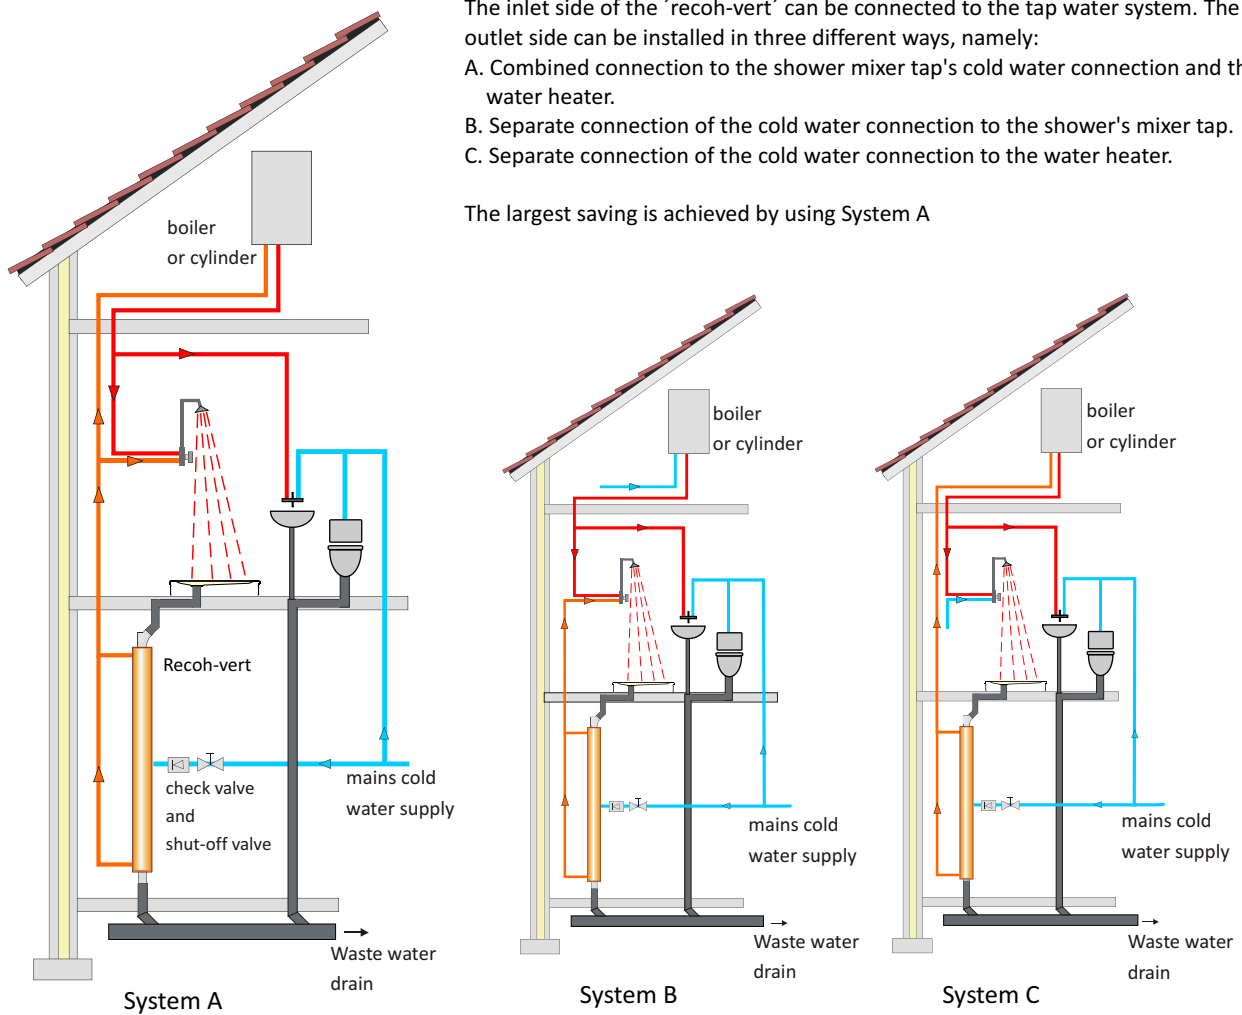 The inlet side of the ´recoh-vert´ can be connected to the tap water system. The
outlet side can be installed in three different ways, namely:
A. Combined connection to the shower mixer tap's cold water connection and th
water heater.
B. Separate connection of the cold water connection to the shower's mixer tap.
C. Separate connection of the cold water connection to the water heater.
The largest saving is achieved by using System A
boiler
or cylinder
Recoh-vert
check valve
and
shut-off valve
mains cold
water supply
Waste water
drain
System A
boiler
or cylinder
mains cold
water supply
Waste water
drain
System B
boiler
or cylinder
mains cold
water supply
Waste water
drain
System C